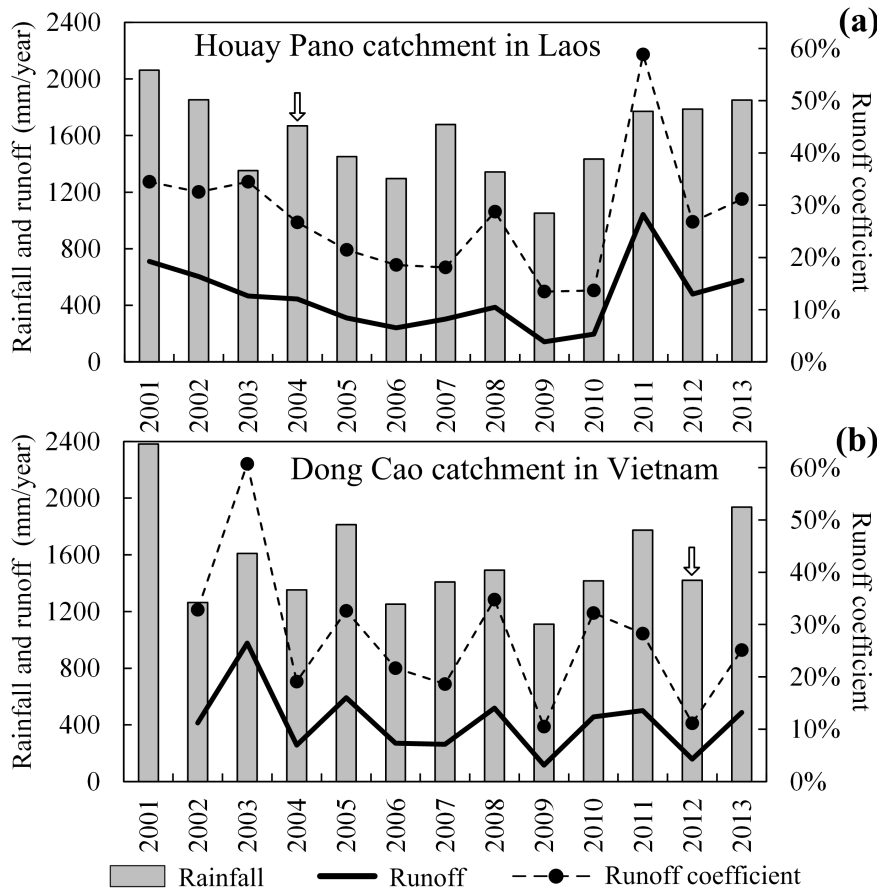 (a)
Houay Pano catchment in Laos
Rainfall and runoff (mm/year)
2400
2000
1600
1200
800
400
0
60%
50%
40%
30%
20%
10%
0%
Runoff coefficient
2001 2002 2003 2004 2005 2006 2007 2008 2009 2010 2011 2012 2013
(b)
Dong Cao catchment in Vietnam
Rainfall and runoff (mm/year)
2400
2000
1600
1200
800
400
0
60%
50%
40%
30%
20%
10%
0%
Runoff coefficient
2001 2002 2003 2004 2005 2006 2007 2008 2009 2010 2011 2012 2013
Rainfall Runoff Runoff coefficient